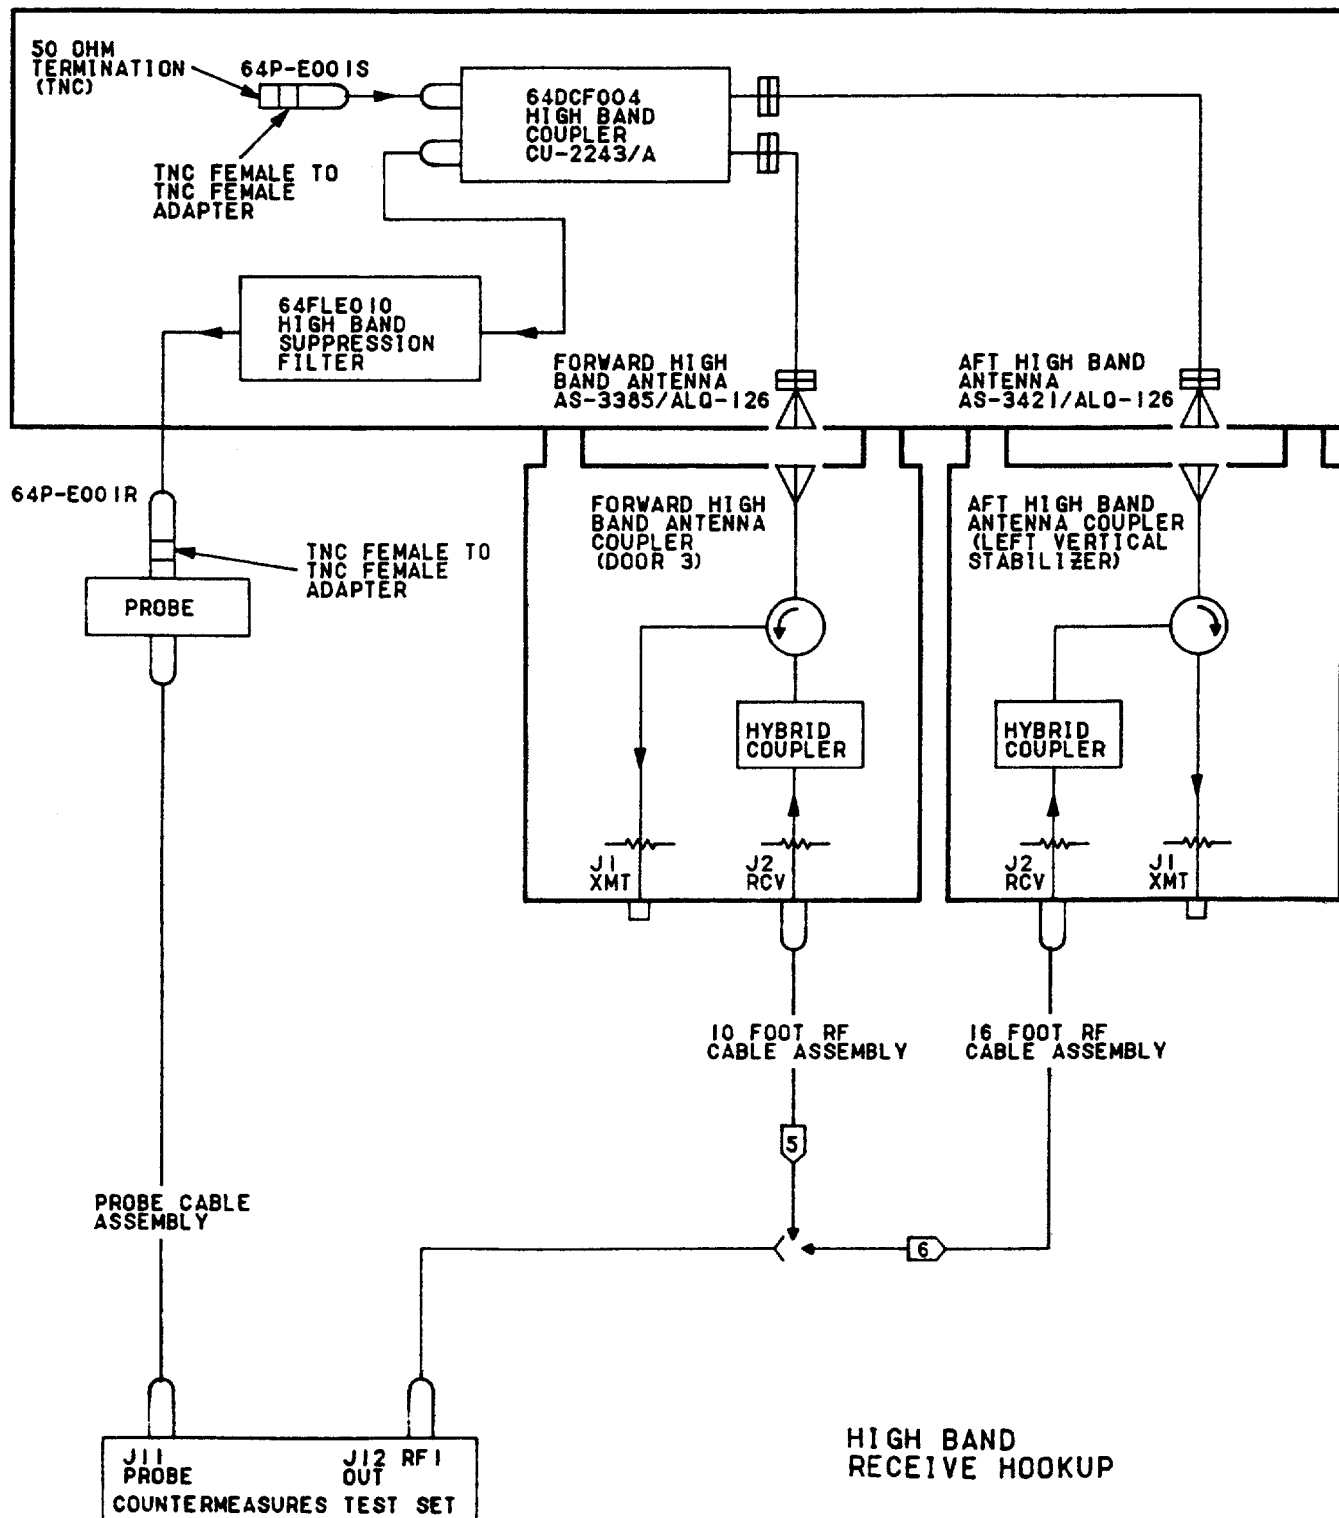 50 OHM
TERMINATION
(TNC)
64P-E001S
TNC FEMALE TO
TNC FEMALE
ADAPTER
64DCF004
HIGH BAND
COUPLER
CU-2243/A
64FLE010
HIGH BAND
SUPPRESSION
FILTER
FORWARD HIGH
BAND ANTENNA
AS-3385/ALQ-126
AFT HIGH BAND
ANTENNA
AS-3421/ALQ-126
64P-E001R
TNC FEMALE TO
TNC FEMALE
ADAPTER
PROBE
FORWARD HIGH
BAND ANTENNA
COUPLER
(DOOR 3)
AFT HIGH BAND
ANTENNA COUPLER
(LEFT VERTICAL
STABILIZER)
HYBRID
COUPLER
HYBRID
COUPLER
J1
XMT
J2
RCV
J2
RCV
J1
XMT
10 FOOT RF
CABLE ASSEMBLY
16 FOOT RF
CABLE ASSEMBLY
5
6
PROBE CABLE
ASSEMBLY
J11
PROBE
J12 RF1
OUT
COUNTERMEASURES TEST SET
HIGH BAND
RECEIVE HOOKUP